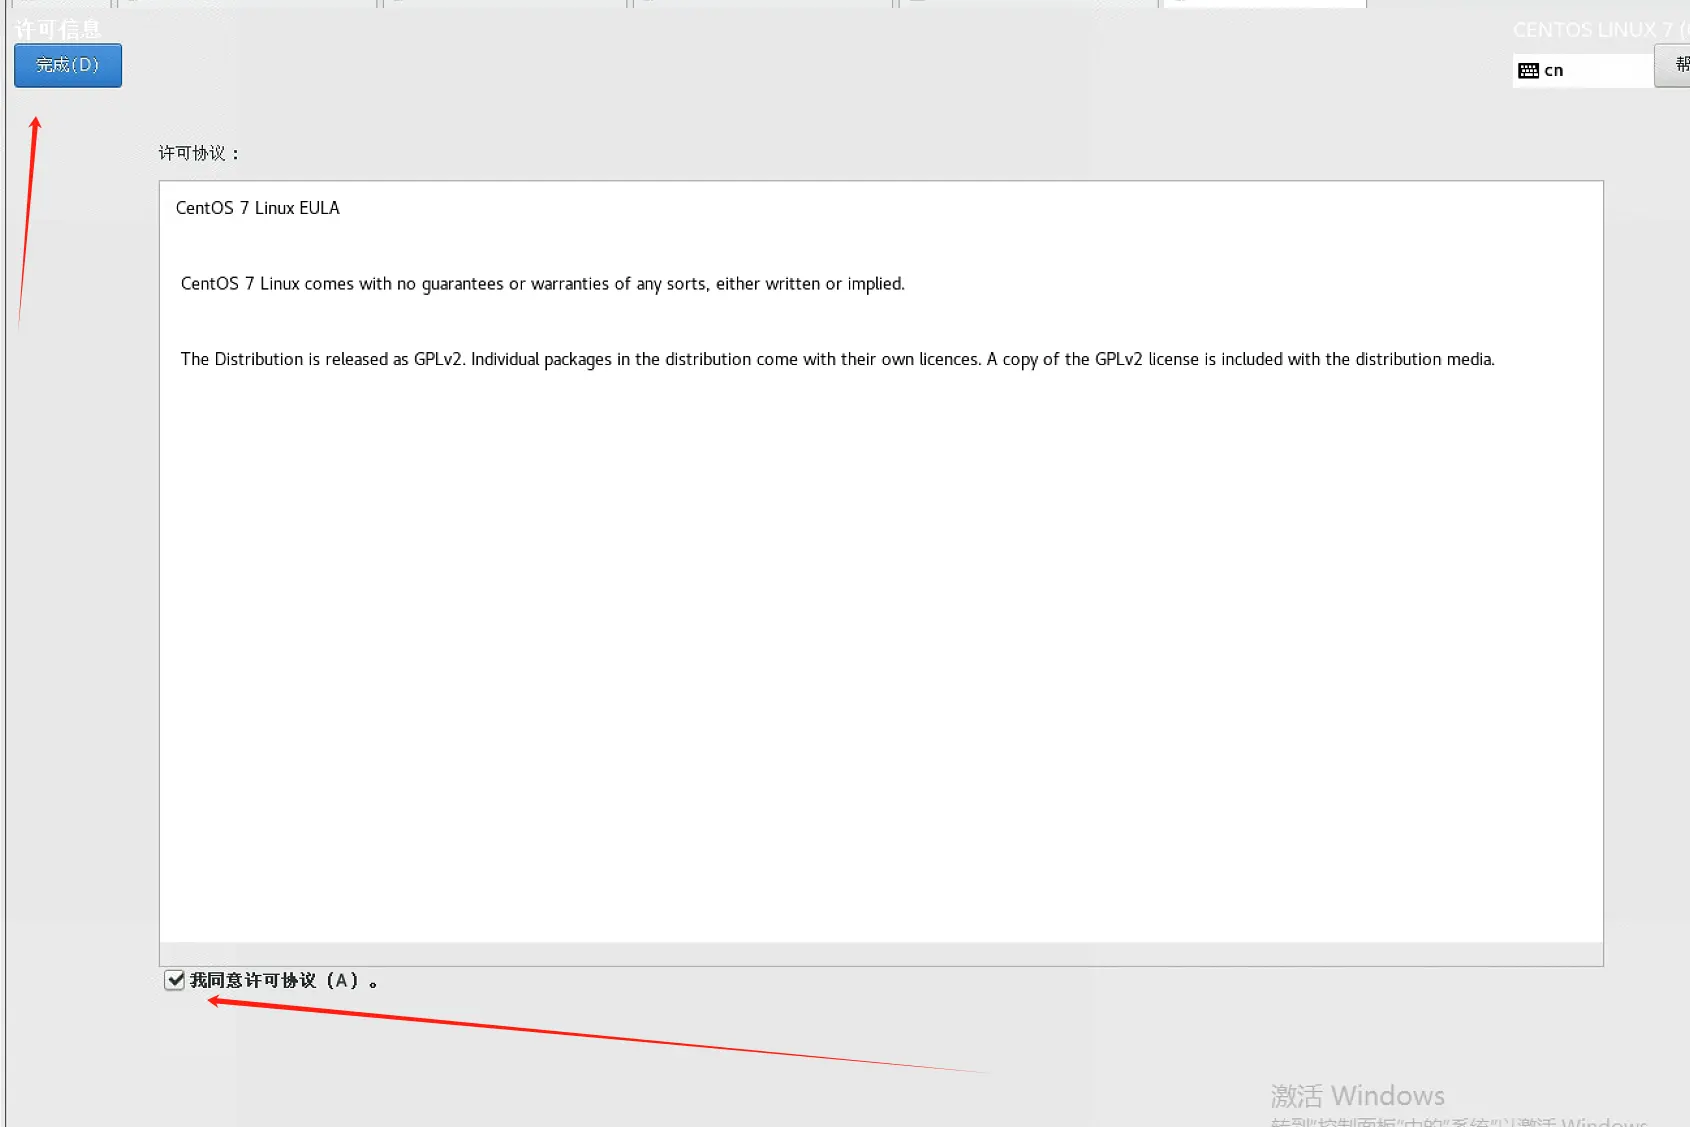 许可信息
CENTOS LINUX 7 (
完成(D)
cn
帮
许可协议：
CentOS 7 Linux EULA
CentOS 7 Linux comes with no guarantees or warranties of any sorts, either written or implied.
The Distribution is released as GPLv2. Individual packages in the distribution come with their own licences. A copy of the GPLv2 license is included with the distribution media.
我同意许可协议（A）。
激活 Windows
转到"控制面板"中的"系统"以激活 Windows